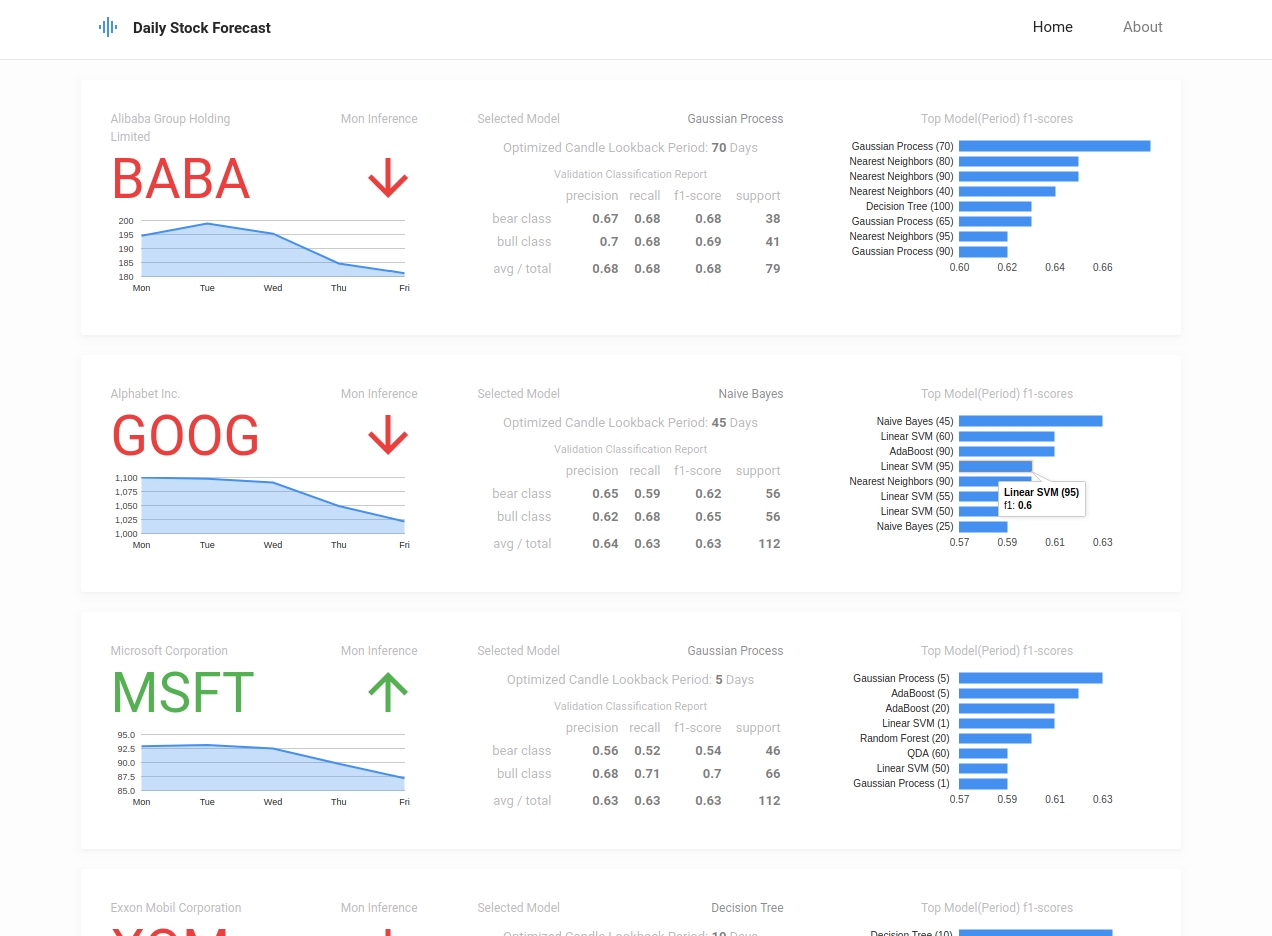 Daily Stock Forecast
Home About
Alibaba Group Holding
Limited
Mon Inference
BABA
200
195
190
185
180
Mon Tue Wed Thu Fri
Selected Model Gaussian Process
Optimized Candle Lookback Period: 70 Days
Validation Classification Report
precision recall f1-score support
bear class 0.67 0.68 0.68 38
bull class 0.7 0.68 0.69 41
avg / total 0.68 0.68 0.68 79
Top Model(Period) f1-scores
Gaussian Process (70)
Nearest Neighbors (80)
Nearest Neighbors (90)
Nearest Neighbors (40)
Decision Tree (100)
Gaussian Process (65)
Nearest Neighbors (95)
Gaussian Process (90)
0.60 0.62 0.64 0.66
Alphabet Inc.
Mon Inference
GOOG
1,100
1,075
1,050
1,025
1,000
Mon Tue Wed Thu Fri
Selected Model Naive Bayes
Optimized Candle Lookback Period: 45 Days
Validation Classification Report
precision recall f1-score support
bear class 0.65 0.59 0.62 56
bull class 0.62 0.68 0.65 56
avg / total 0.64 0.63 0.63 112
Top Model(Period) f1-scores
Naive Bayes (45)
Linear SVM (60)
AdaBoost (90)
Linear SVM (95)
Nearest Neighbors (90)
Linear SVM (55)
Linear SVM (50)
Naive Bayes (25)
Linear SVM (95)
f1: 0.6
0.57 0.59 0.61 0.63
Microsoft Corporation
Mon Inference
MSFT
95.0
92.5
90.0
87.5
85.0
Mon Tue Wed Thu Fri
Selected Model Gaussian Process
Optimized Candle Lookback Period: 5 Days
Validation Classification Report
precision recall f1-score support
bear class 0.56 0.52 0.54 46
bull class 0.68 0.71 0.7 66
avg / total 0.63 0.63 0.63 112
Top Model(Period) f1-scores
Gaussian Process (5)
AdaBoost (5)
AdaBoost (20)
Linear SVM (1)
Random Forest (20)
QDA (60)
Linear SVM (50)
Gaussian Process (1)
0.57 0.59 0.61 0.63
Exxon Mobil Corporation
Mon Inference
XOM
Selected Model Decision Tree
Optimized Candle Lookback Period: 10 Days
Top Model(Period) f1-scores
Decision Tree (10)